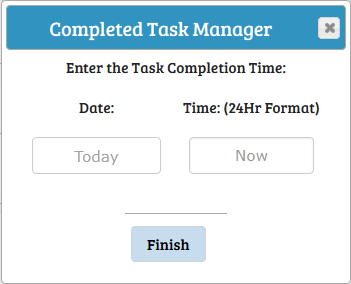 Completed Task Manager
Enter the Task Completion Time:
Date: Time: (24Hr Format)
Today Now
Finish